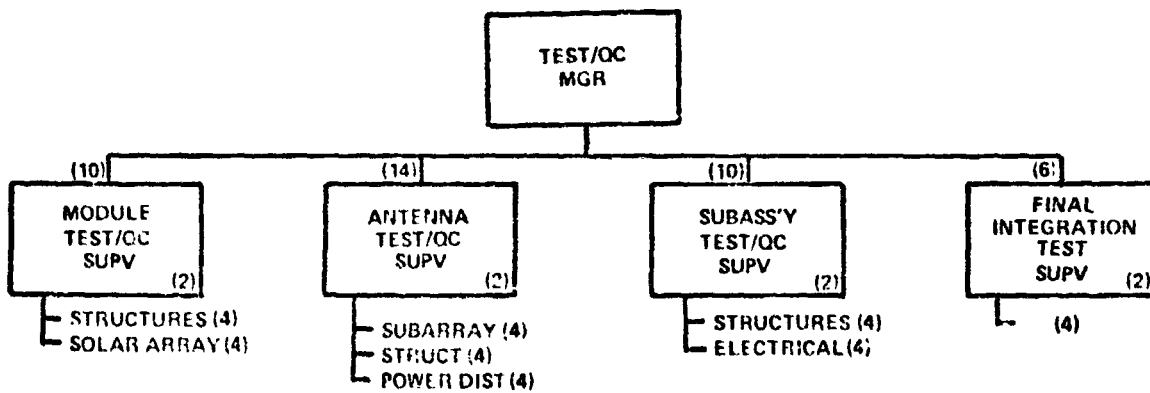 TEST/QC
MGR
(10)
(14)
(10)
(6)
MODULE
TEST/QC
SUPV
(2)
ANTENNA
TEST/QC
SUPV
(2)
SUBASS'Y
TEST/QC
SUPV
(2)
FINAL
INTEGRATION
TEST
SUPV
(2)
STRUCTURES (4)
SOLAR ARRAY (4)
SUBARRAY (4)
STRUCT (4)
POWER DIST (4)
STRUCTURES (4)
ELECTRICAL (4)
(4)